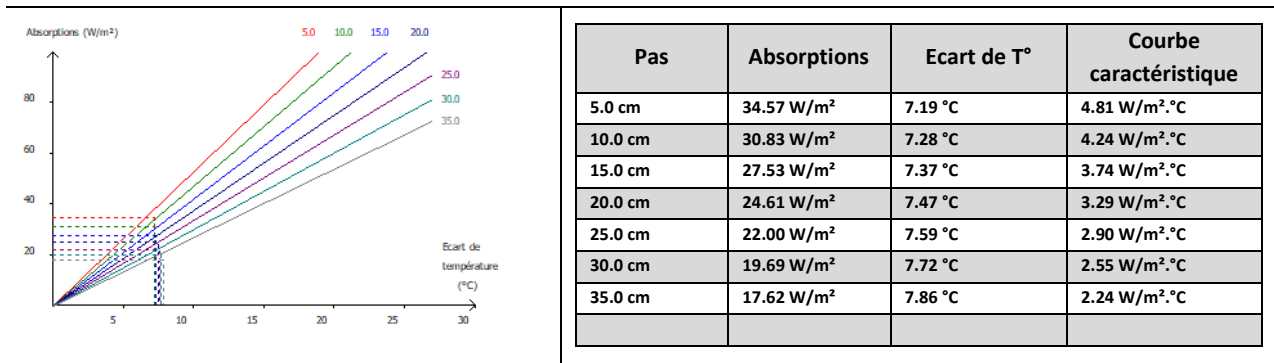 Absorptions (W/m²)
5.0 10.0 15.0 20.0
25.0
30.0
35.0
80
60
40
20
Ecart de
température
(°C)
5 10 15 20 25 30
Pas Absorptions Ecart de T° Courbe caractéristique
5.0 cm 34.57 W/m² 7.19 °C 4.81 W/m².°C
10.0 cm 30.83 W/m² 7.28 °C 4.24 W/m².°C
15.0 cm 27.53 W/m² 7.37 °C 3.74 W/m².°C
20.0 cm 24.61 W/m² 7.47 °C 3.29 W/m².°C
25.0 cm 22.00 W/m² 7.59 °C 2.90 W/m².°C
30.0 cm 19.69 W/m² 7.72 °C 2.55 W/m².°C
35.0 cm 17.62 W/m² 7.86 °C 2.24 W/m².°C